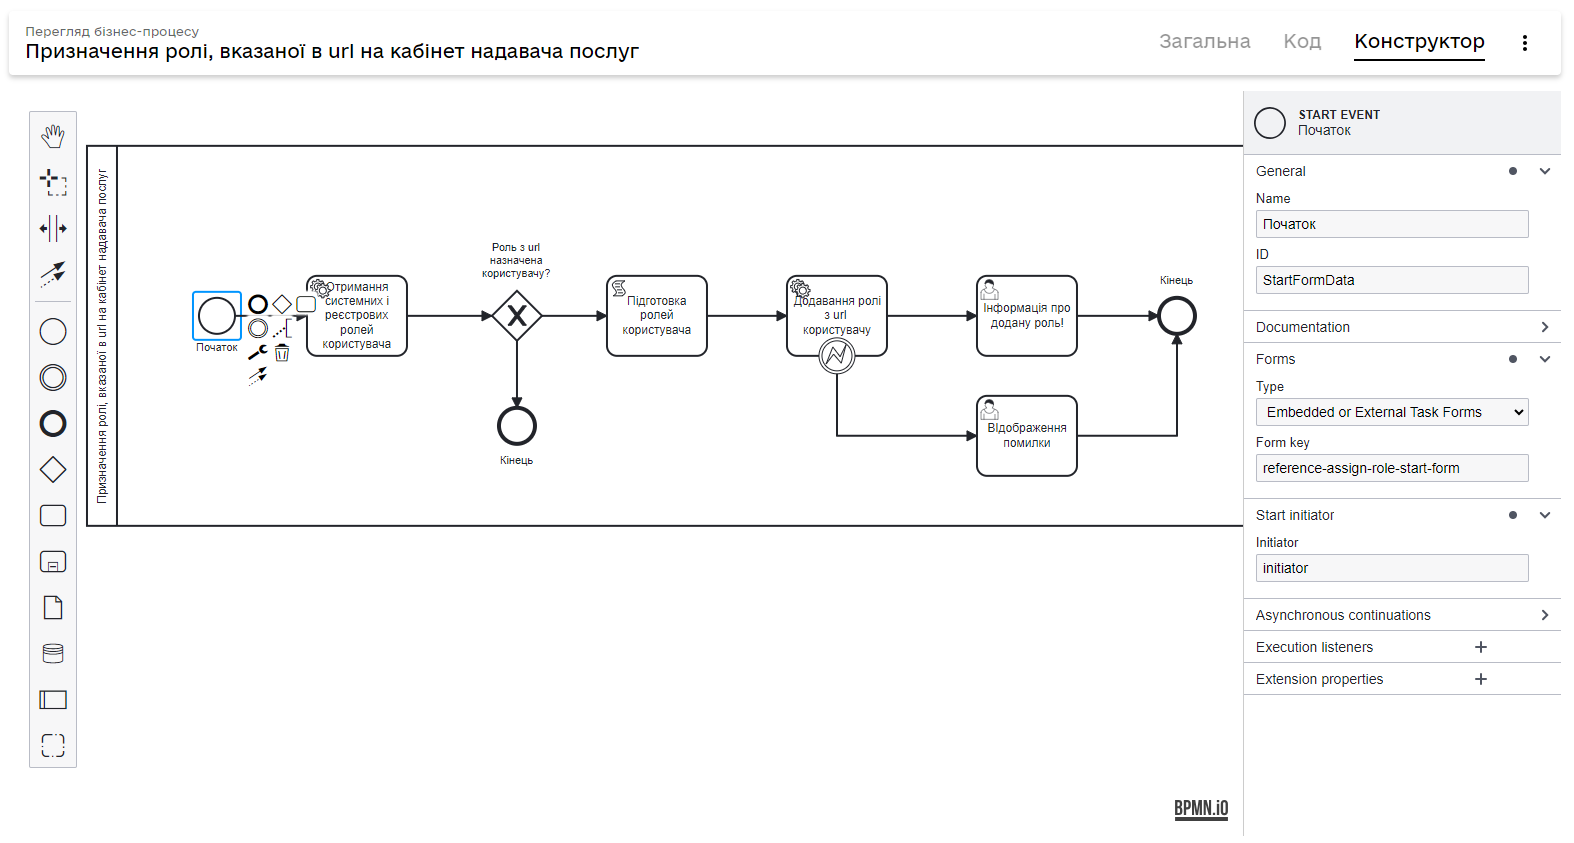 Перегляд бізнес-процесу
Призначення ролі, вказаної в url на кабінет надавача послуг
Загальна
Код
Конструктор
Призначення ролі, вказаної в url на кабінет надавача послуг
Початок
Отримання
системних і
реєстрових
ролей
користувача
Роль з url
назначена
користувачу?
Кінець
Підготовка
ролей
користувача
Додавання ролі
з url
користувачу
Інформація про
додану роль!
Відображення
помилки
Кінець
START EVENT
Початок
General
Name
Початок
ID
StartFormData
Documentation
Forms
Type
Embedded or External Task Forms
Form key
reference-assign-role-start-form
Start initiator
Initiator
initiator
Asynchronous continuations
Execution listeners
Extension properties
BPMN.iO